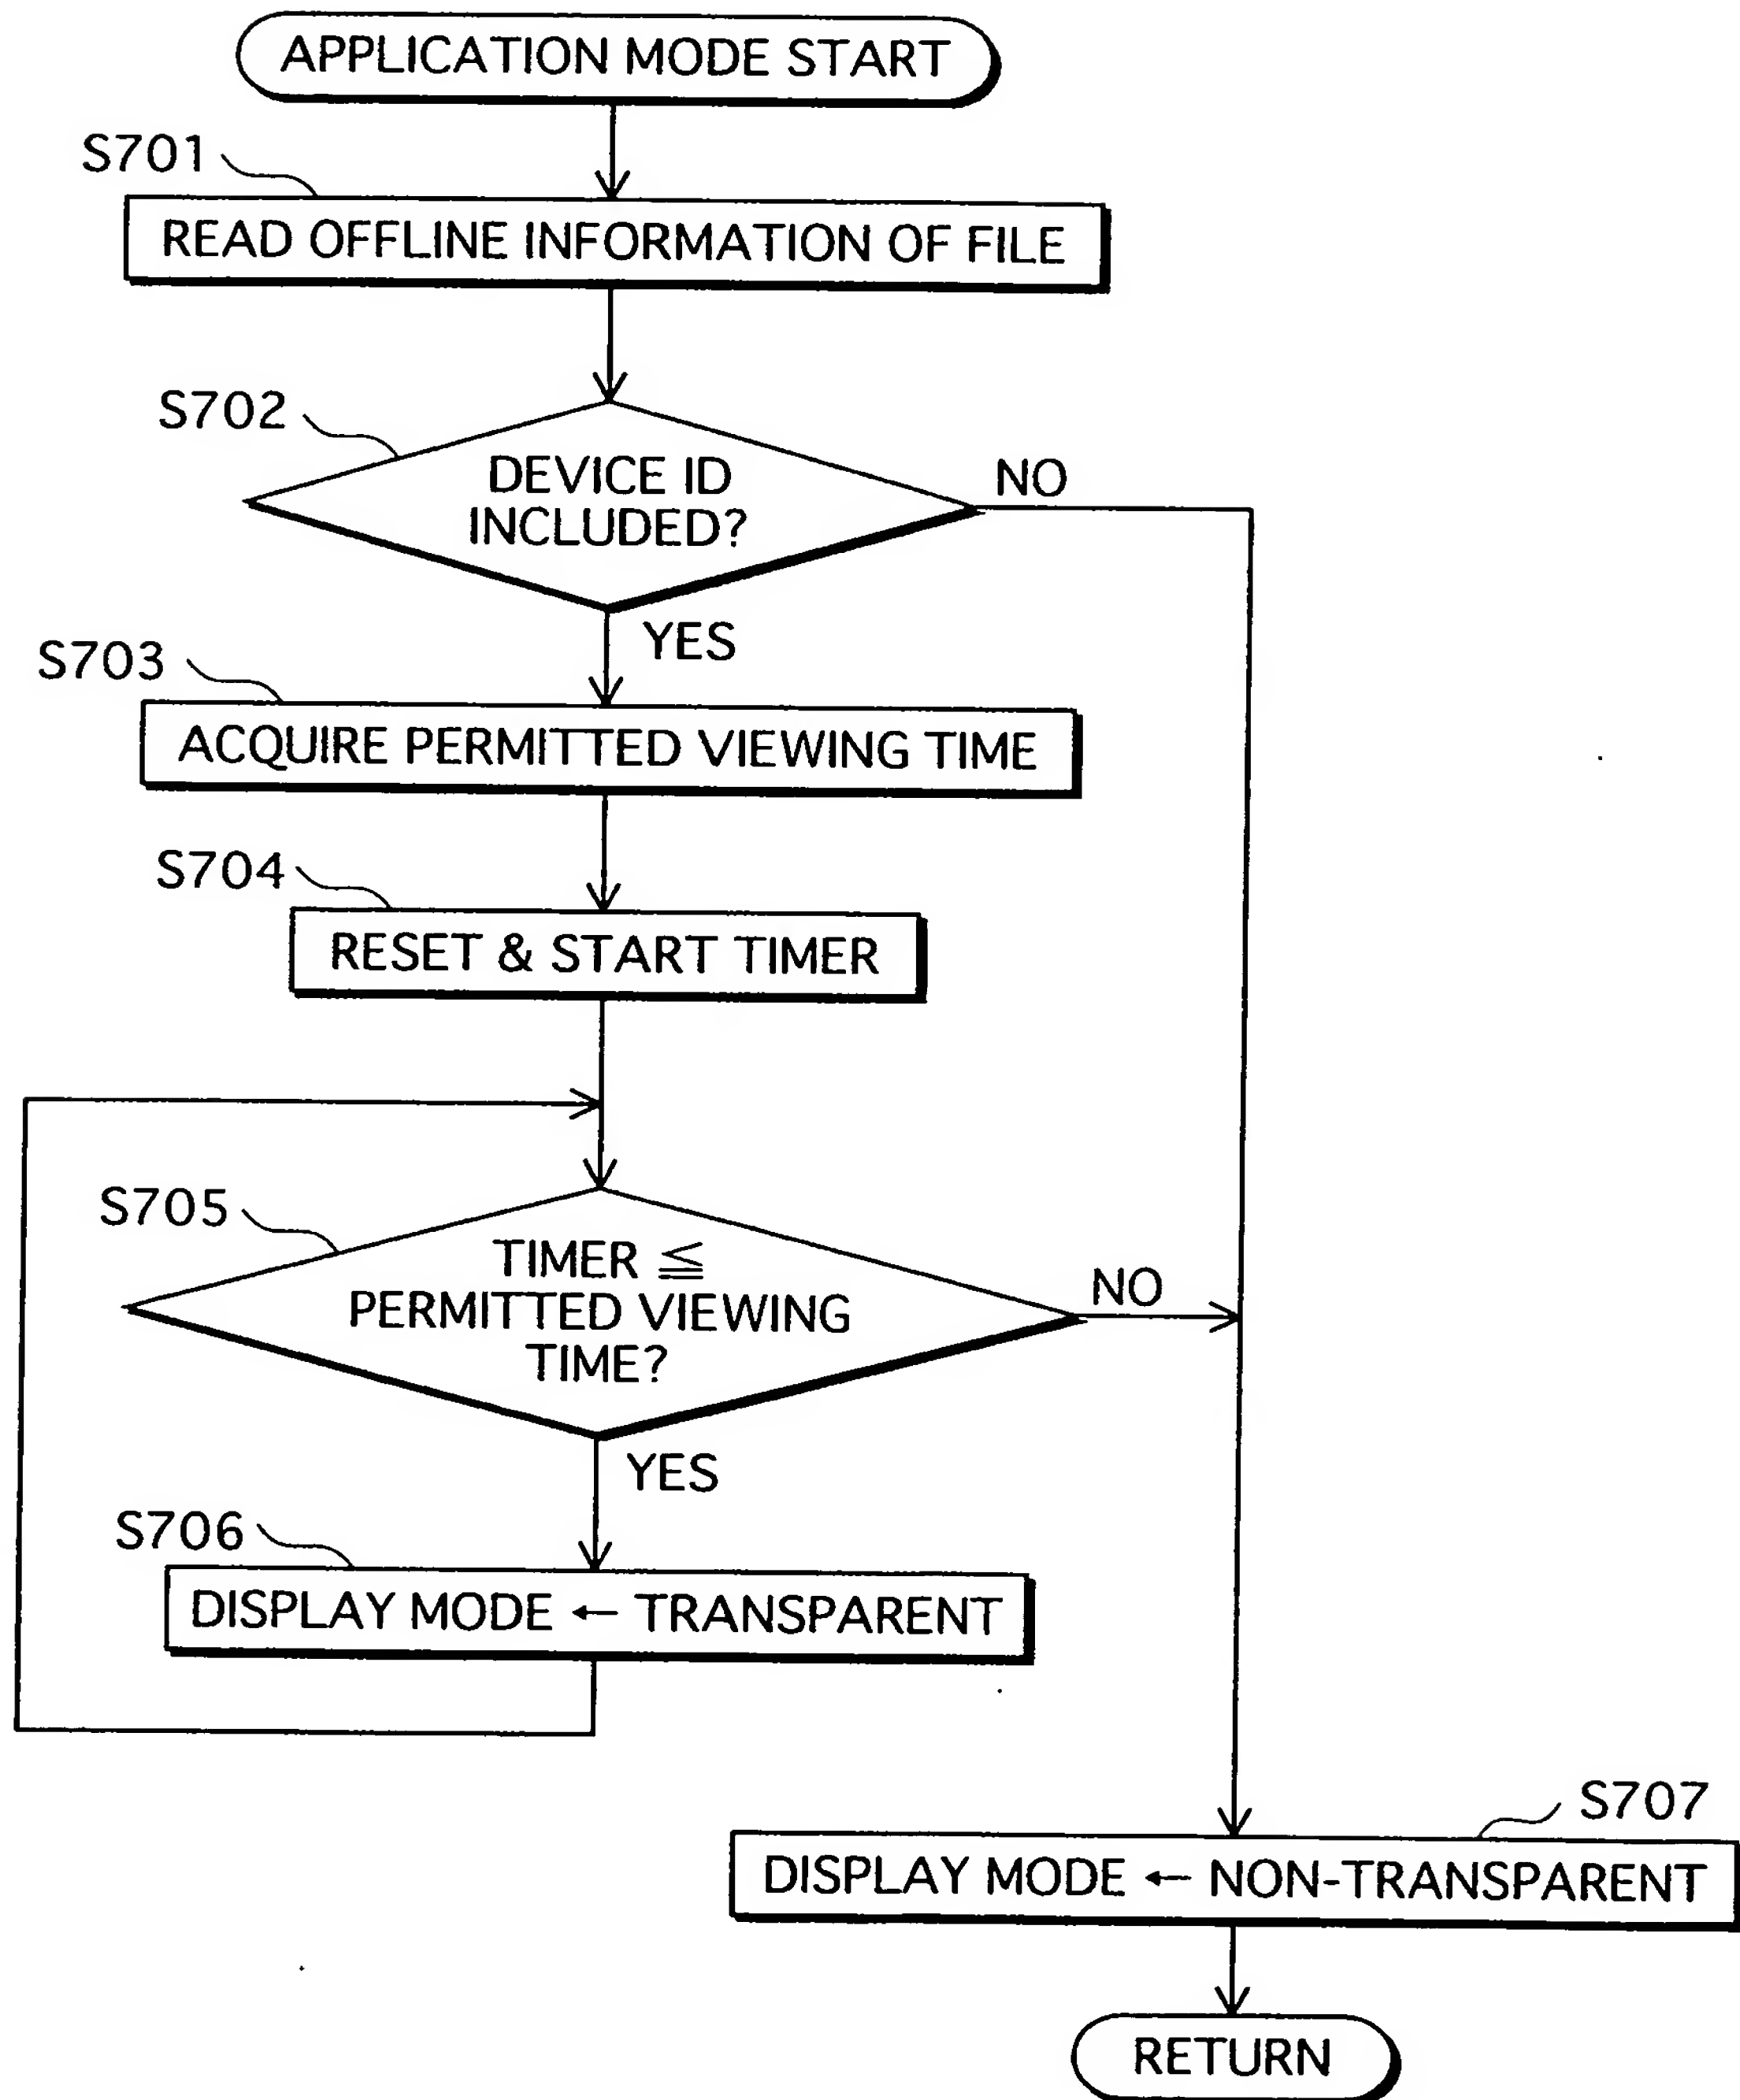 APPLICATION MODE START
S701
READ OFFLINE INFORMATION OF FILE
S702
DEVICE ID
INCLUDED?
NO
YES
S703
ACQUIRE PERMITTED VIEWING TIME
S704
RESET & START TIMER
S705
TIMER ≦
PERMITTED VIEWING
TIME?
NO
YES
S706
DISPLAY MODE ← TRANSPARENT
S707
DISPLAY MODE ← NON-TRANSPARENT
RETURN